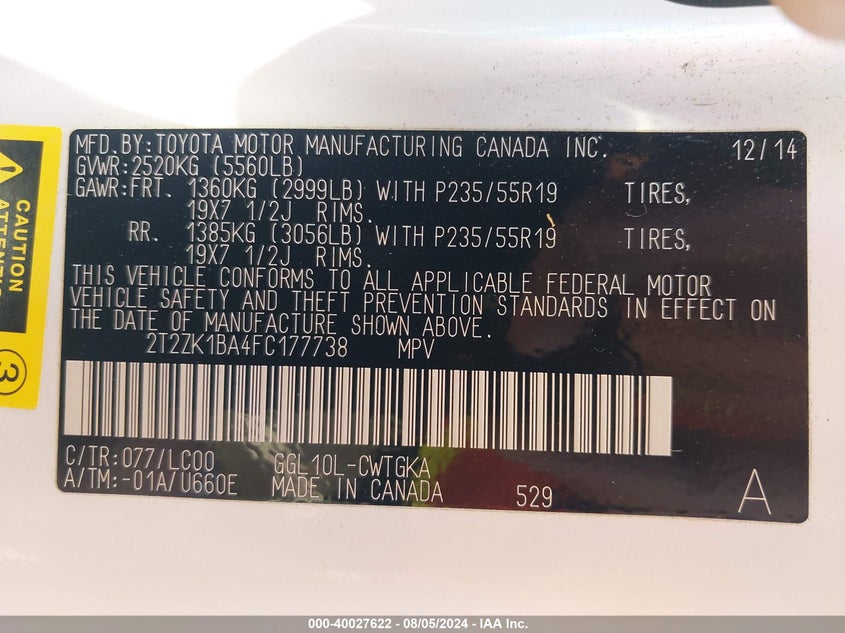 MFD. BY: TOYOTA MOTOR MANUFACTURING CANADA INC. 12/14
GVWR: 2520KG (5560LB)
GAWR: FRT. 1360KG (2999LB) WITH P235/55R19 TIRES,
19X7 1/2J RIMS.
RR. 1385KG (3056LB) WITH P235/55R19 TIRES,
19X7 1/2J RIMS.
THIS VEHICLE CONFORMS TO ALL APPLICABLE FEDERAL MOTOR
VEHICLE SAFETY AND THEFT PREVENTION STANDARDS IN EFFECT ON
THE DATE OF MANUFACTURE SHOWN ABOVE.
2T2ZK1BA4FC177738 MPV
C/TR: 077/LC00 GGL10L-CWTGKA
A/TM: -01A/U660E MADE IN CANADA 529 A
CAUTION
3
000-40027622 - 08/05/2024 - IAA Inc.